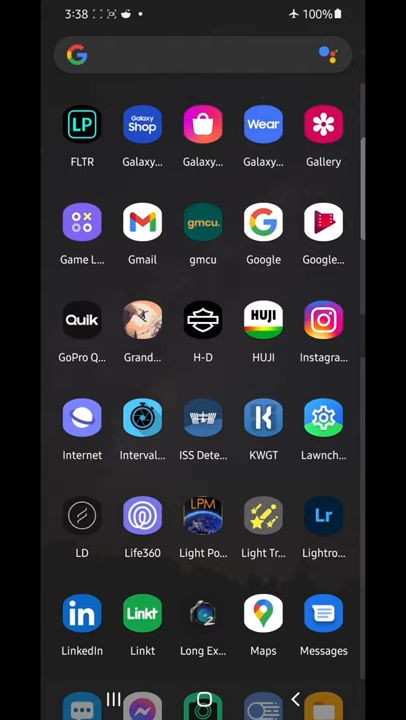 3:38 100%
LP Galaxy Shop Wear
FLTR Galaxy... Galaxy... Galaxy... Gallery
gmcu.
Game L... Gmail gmcu Google Google...
Quik HUJI
GoPro Q... Grand... H-D HUJI Instagra...
Internet Interval... ISS Dete... KWGT Lawnch...
LPM Lr
LD Life360 Light Po... Light Tr... Lightro...
in Linkt 2
LinkedIn Linkt Long Ex... Maps Messages